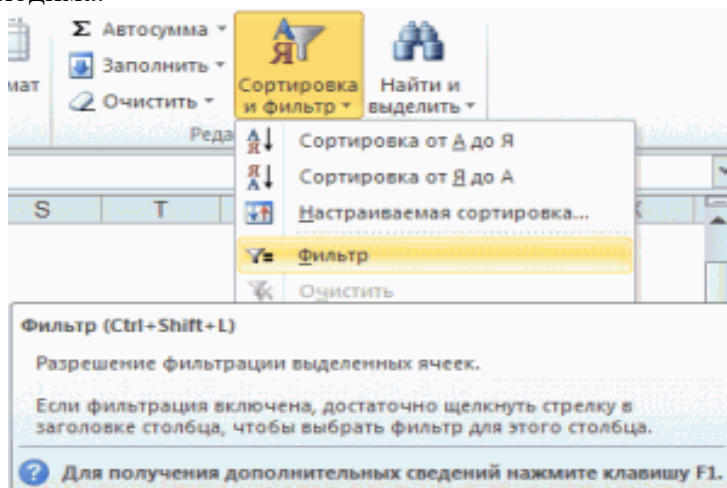 Σ Автосумма
Заполнить
мат
Очистить
Сортировка и фильтр
Найти и выделить
Реда
Сортировка от А до Я
Сортировка от Я до А
S T
Настраиваемая сортировка...
Фильтр
Очистить
Фильтр (Ctrl+Shift+L)
Разрешение фильтрации выделенных ячеек.
Если фильтрация включена, достаточно щелкнуть стрелку в
заголовке столбца, чтобы выбрать фильтр для этого столбца.
Для получения дополнительных сведений нажмите клавишу F1.